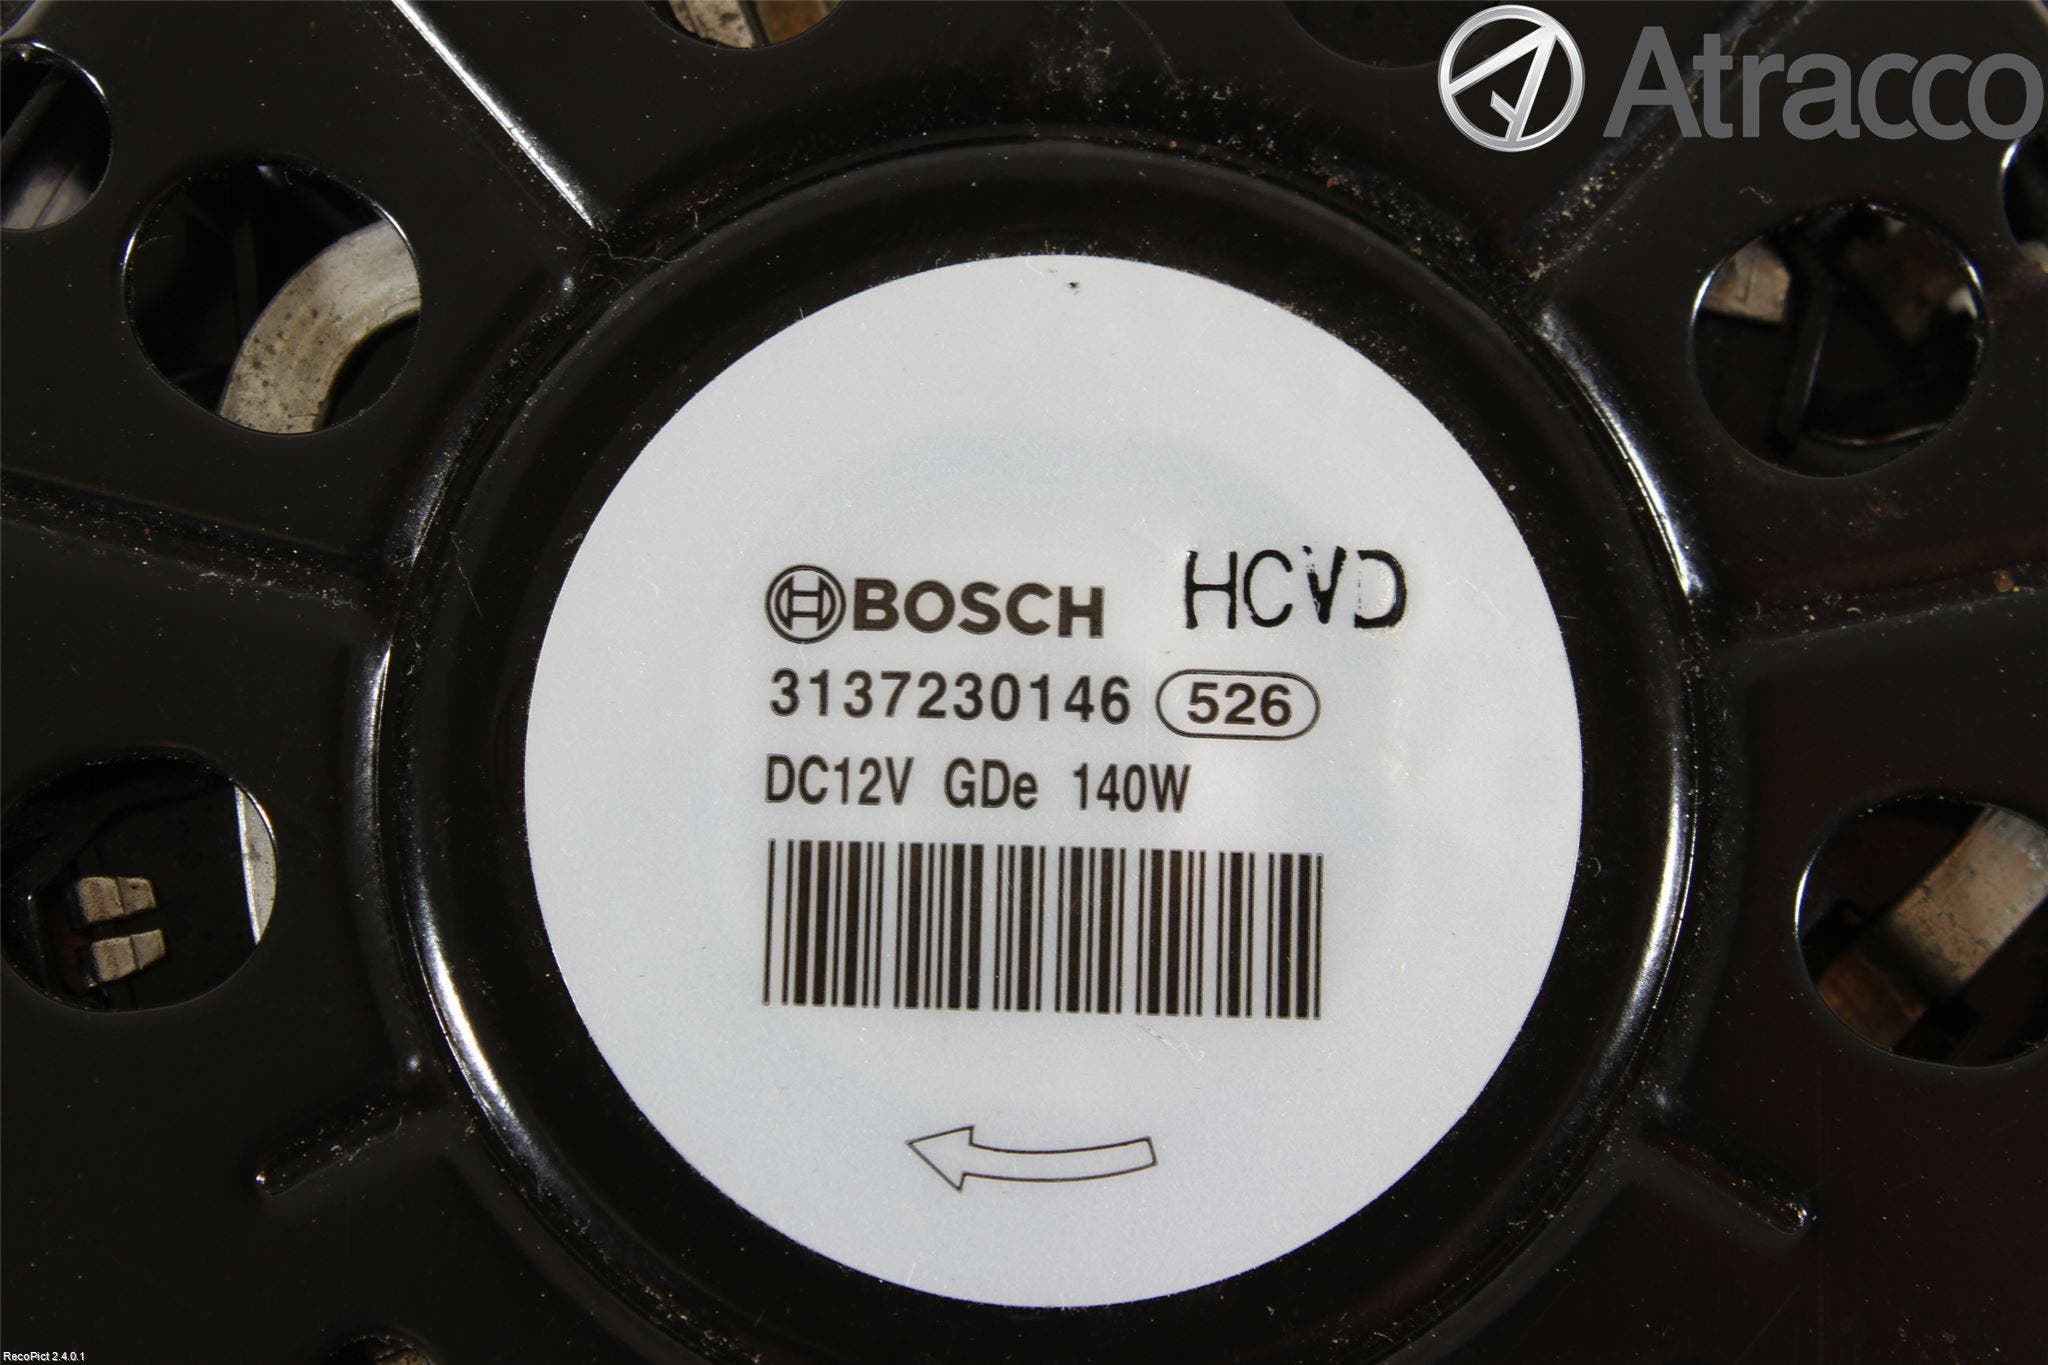 Atracco
BOSCH HCVD
3137230146 526
DC12V GDe 140W
RecoPict 2.4.0.1